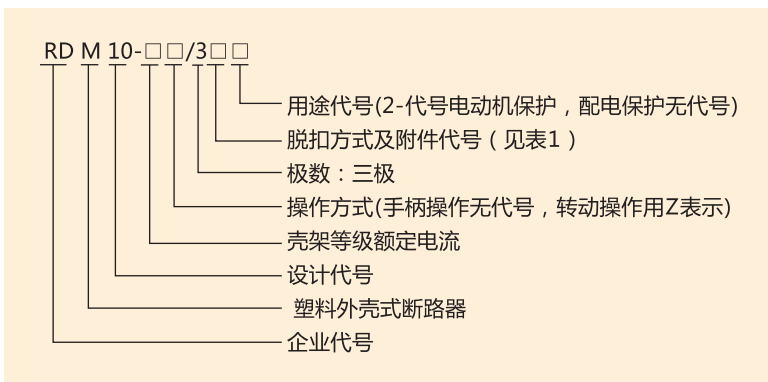 RD M 10-□□/3□□
用途代号(2-代号电动机保护，配电保护无代号)
脱扣方式及附件代号（见表1）
极数：三极
操作方式(手柄操作无代号，转动操作用Z表示)
壳架等级额定电流
设计代号
塑料外壳式断路器
企业代号